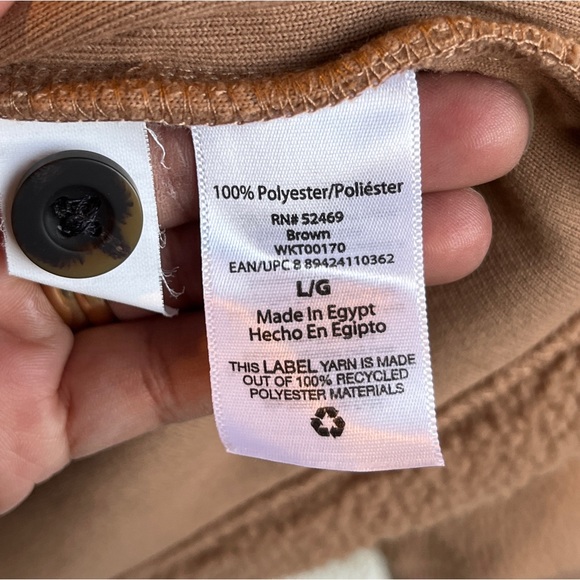 100% Polyester/Poliéster
RN# 52469
Brown
WKT00170
EAN/UPC 8 89424110362
L/G
Made In Egypt
Hecho En Egipto
THIS LABEL YARN IS MADE
OUT OF 100% RECYCLED
POLYESTER MATERIALS